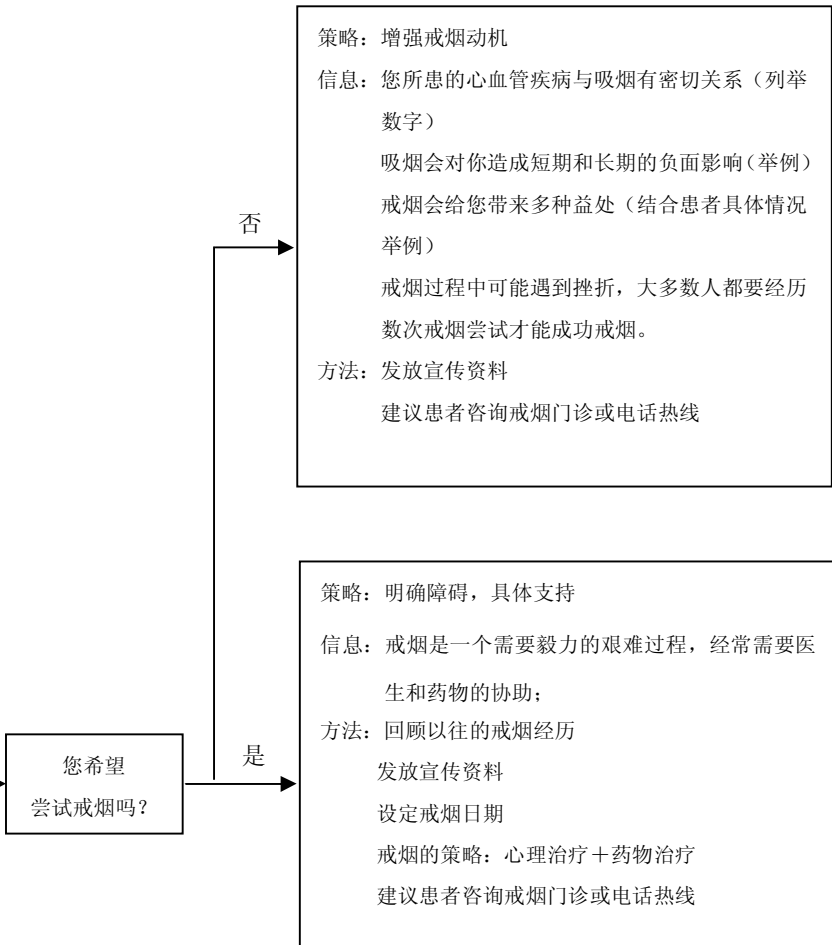 策略：增强戒烟动机
信息：您所患的心血管疾病与吸烟有密切关系（列举
数字）
吸烟会对你造成短期和长期的负面影响（举例）
戒烟会给您带来多种益处（结合患者具体情况
举例）
戒烟过程中可能遇到挫折，大多数人都要经历
数次戒烟尝试才能成功戒烟。
方法：发放宣传资料
建议患者咨询戒烟门诊或电话热线
否
您希望
尝试戒烟吗？
是
策略：明确障碍，具体支持
信息：戒烟是一个需要毅力的艰难过程，经常需要医
生和药物的协助；
方法：回顾以往的戒烟经历
发放宣传资料
设定戒烟日期
戒烟的策略：心理治疗＋药物治疗
建议患者咨询戒烟门诊或电话热线